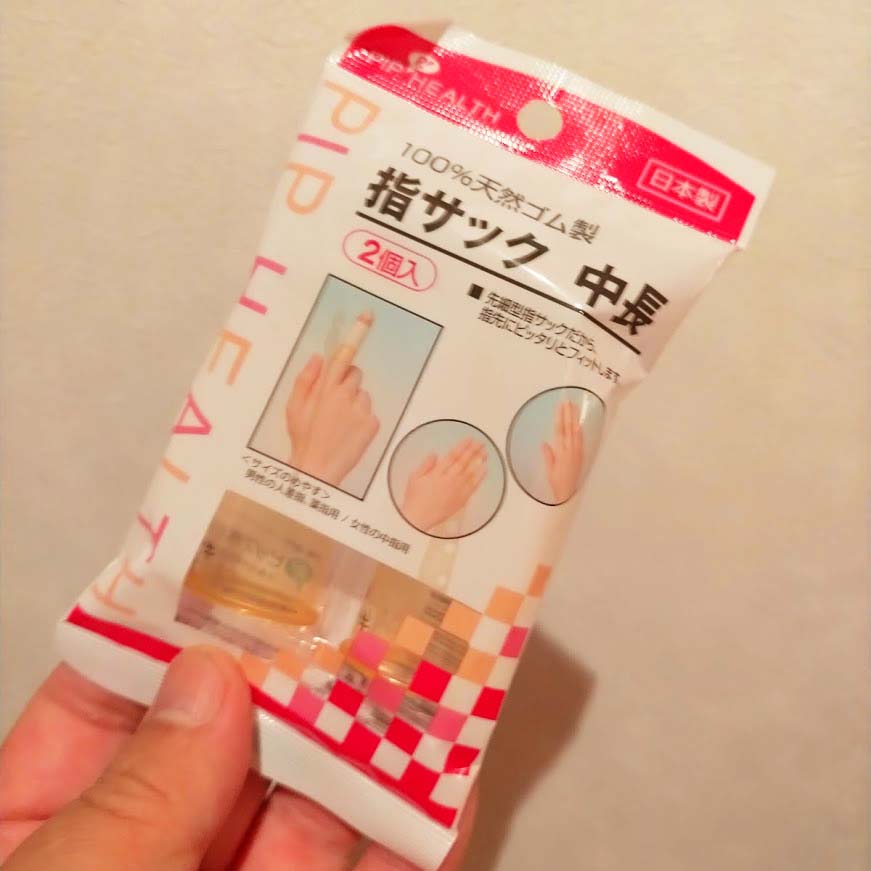 PIP HEALTH
日本製
100%天然ゴム製
指サック 中長
2個入
■先細型指サックだから、
指先にピッタリとフィットします
<サイズのめやす>
男性の人差指、薬指用 / 女性の中指用
PIP HEALTH